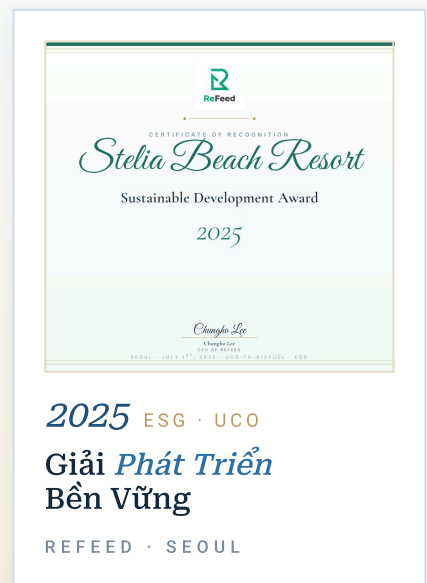 ReFeed
CERTIFICATE OF RECOGNITION
Stelia Beach Resort
Sustainable Development Award
2025
Chungho Lee
Chungho Lee
CEO OF REFEED
SEOUL · JULY 1ST, 2025 · UCO-TO-BIOFUEL · ESG
2025 ESG · UCO
Giải Phát Triển
Bền Vững
REFEED · SEOUL